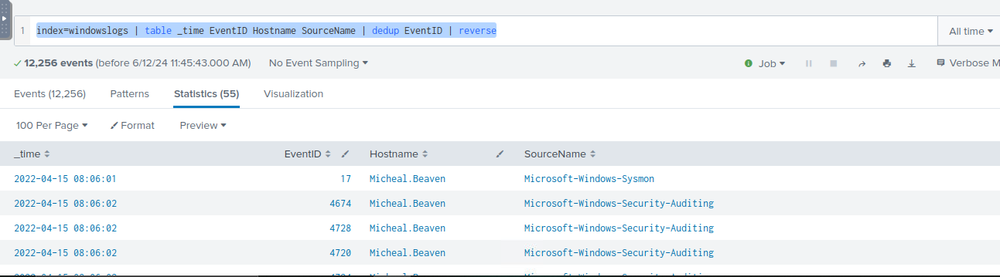 1 index=windowslogs | table _time EventID Hostname SourceName | dedup EventID | reverse All time
12,256 events (before 6/12/24 11:45:43.000 AM) No Event Sampling Job Verbose M
Events (12,256) Patterns Statistics (55) Visualization
100 Per Page Format Preview
_time EventID Hostname SourceName
2022-04-15 08:06:01 17 Micheal.Beaven Microsoft-Windows-Sysmon
2022-04-15 08:06:02 4674 Micheal.Beaven Microsoft-Windows-Security-Auditing
2022-04-15 08:06:02 4728 Micheal.Beaven Microsoft-Windows-Security-Auditing
2022-04-15 08:06:02 4720 Micheal.Beaven Microsoft-Windows-Security-Auditing